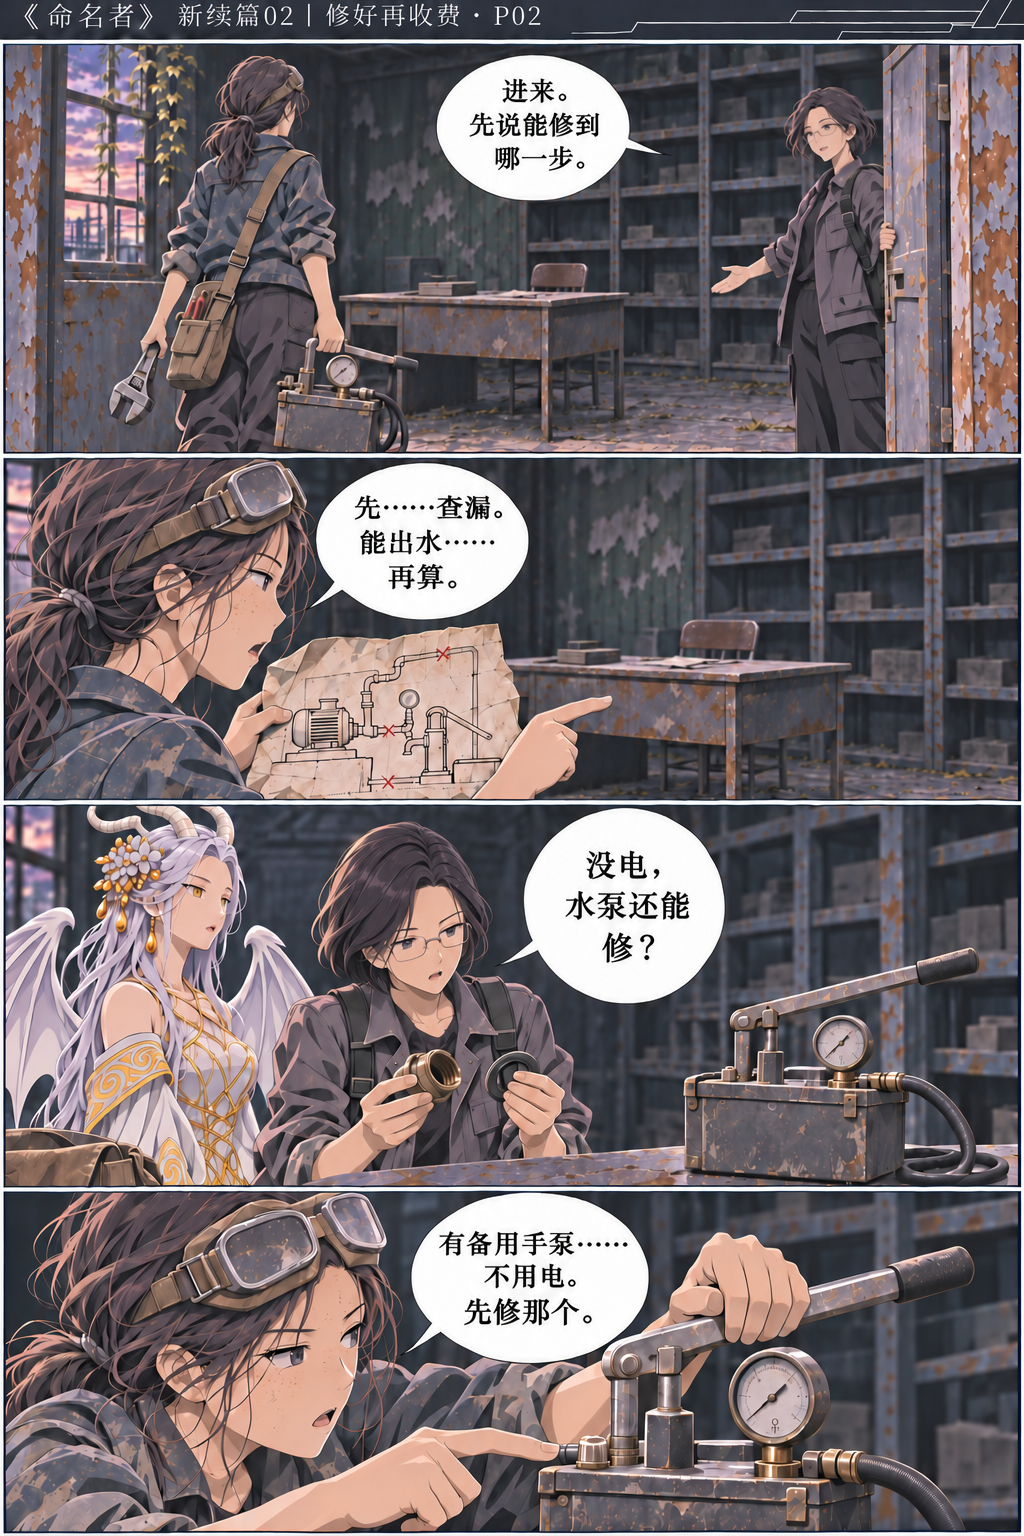 《命名者》 新续篇02｜修好再收费·P02
进来。
先说能修到
哪一步。
先……查漏。
能出水……
再算。
没电，
水泵还能
修？
有备用手泵……
不用电。
先修那个。